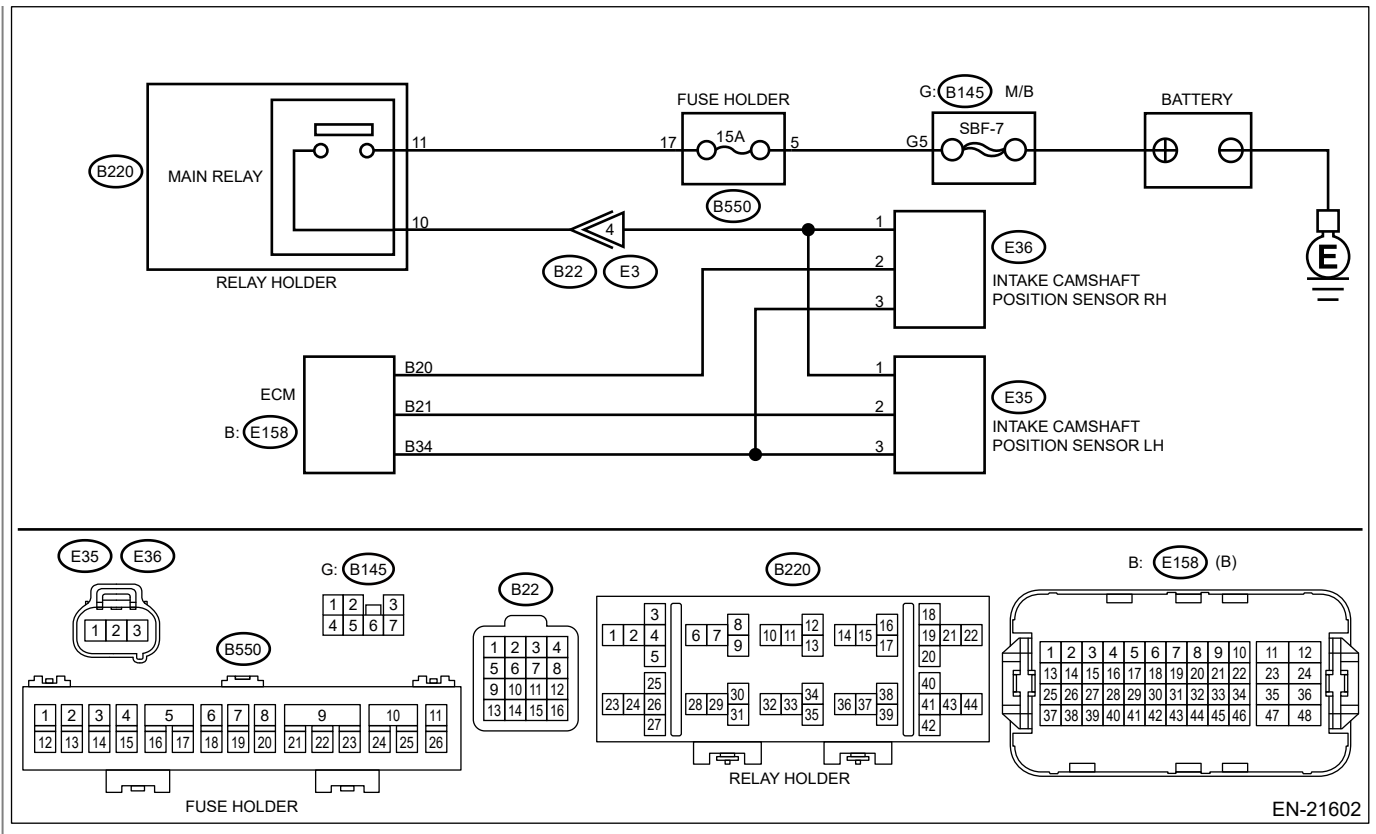 G: B145 M/B
FUSE HOLDER
BATTERY
SBF-7
15A
11
17
5
G5
B220
MAIN RELAY
B550
10
4
1
B22 E3
E36
2
RELAY HOLDER
INTAKE CAMSHAFT
POSITION SENSOR RH
3
E
B20
1
ECM
E35
B21
2
B: E158
INTAKE CAMSHAFT
POSITION SENSOR LH
B34
3
E35 E36
1 2 3
G: B145
1 2 3
4 5 6 7
B22
1 2 3 4
5 6 7 8
9 10 11 12
13 14 15 16
B220
3 8 12 16 18
1 2 4 6 7 10 11 14 15 19 21 22
5 9 13 17 20
25 30 34 38 40
23 24 26 28 29 32 33 36 37 41 43 44
27 31 35 39 42
RELAY HOLDER
B: E158 (B)
1 2 3 4 5 6 7 8 9 10 11 12
13 14 15 16 17 18 19 20 21 22 23 24
25 26 27 28 29 30 31 32 33 34 35 36
37 38 39 40 41 42 43 44 45 46 47 48
B550
1 2 3 4 5 6 7 8 9 10 11
12 13 14 15 16 17 18 19 20 21 22 23 24 25 26
FUSE HOLDER
EN-21602